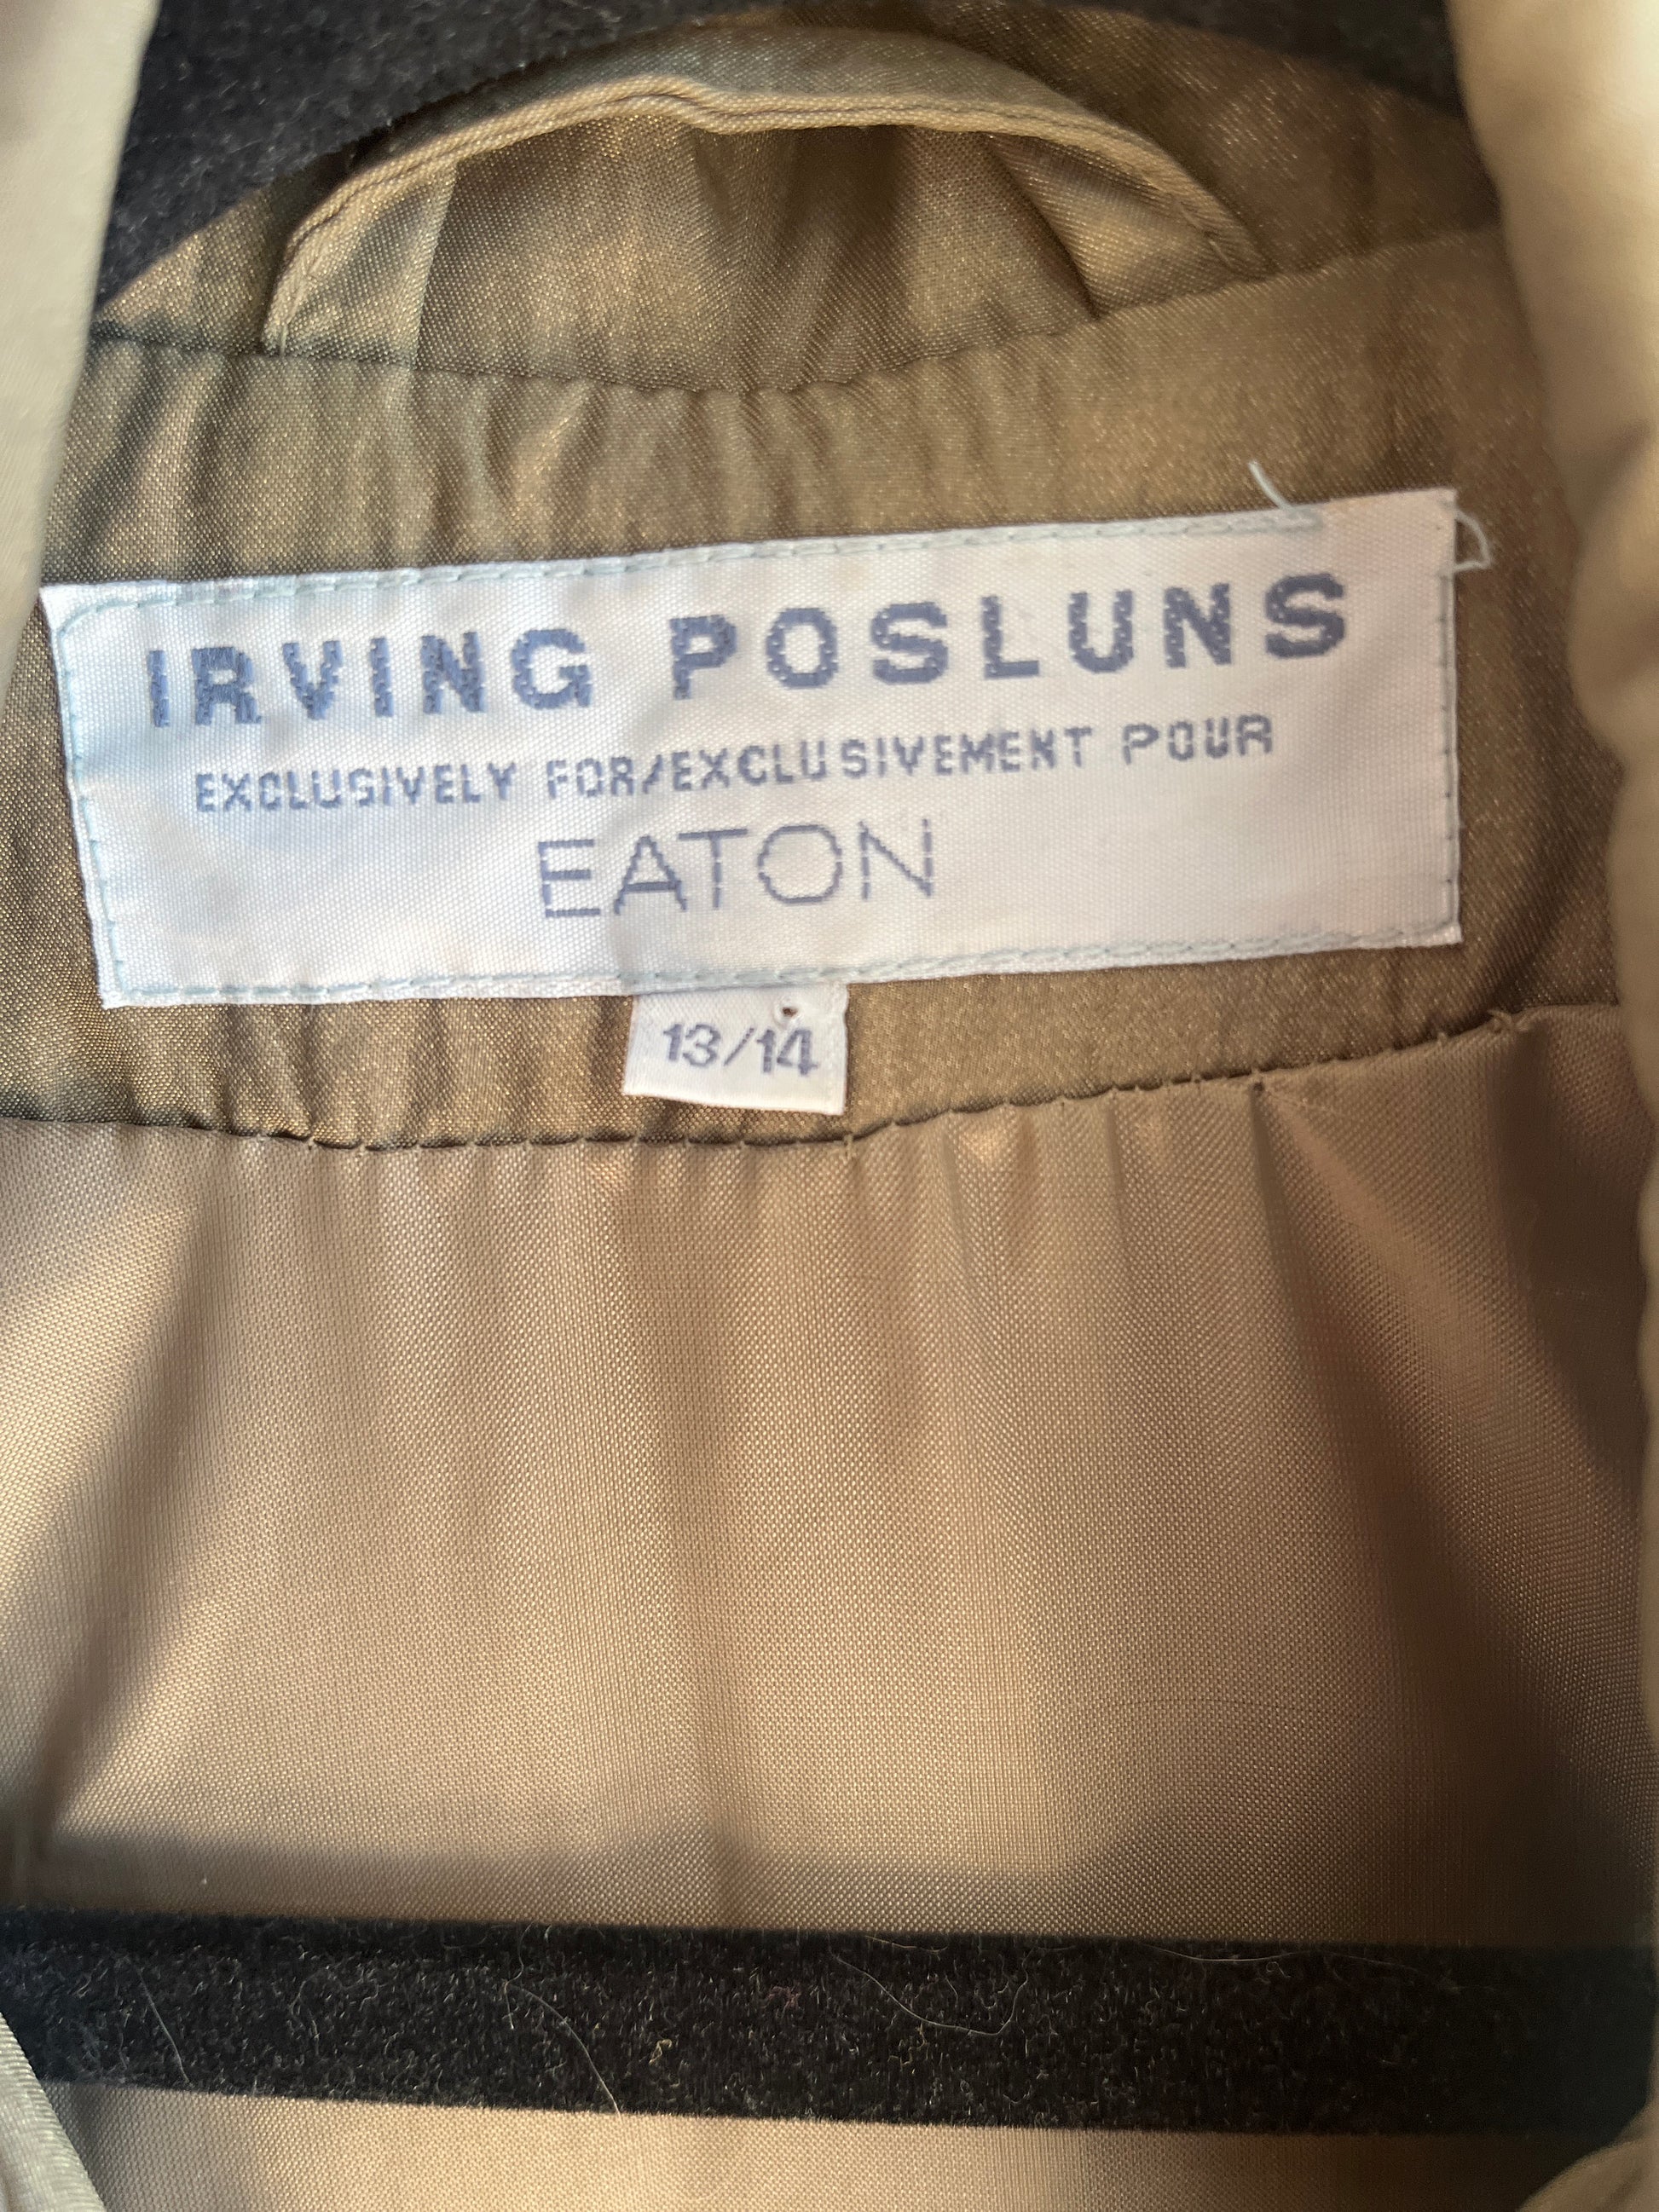 IRVING POSLUNS
EXCLUSIVELY FOR/EXCLUSIVEMENT POUR
EATON
13/14